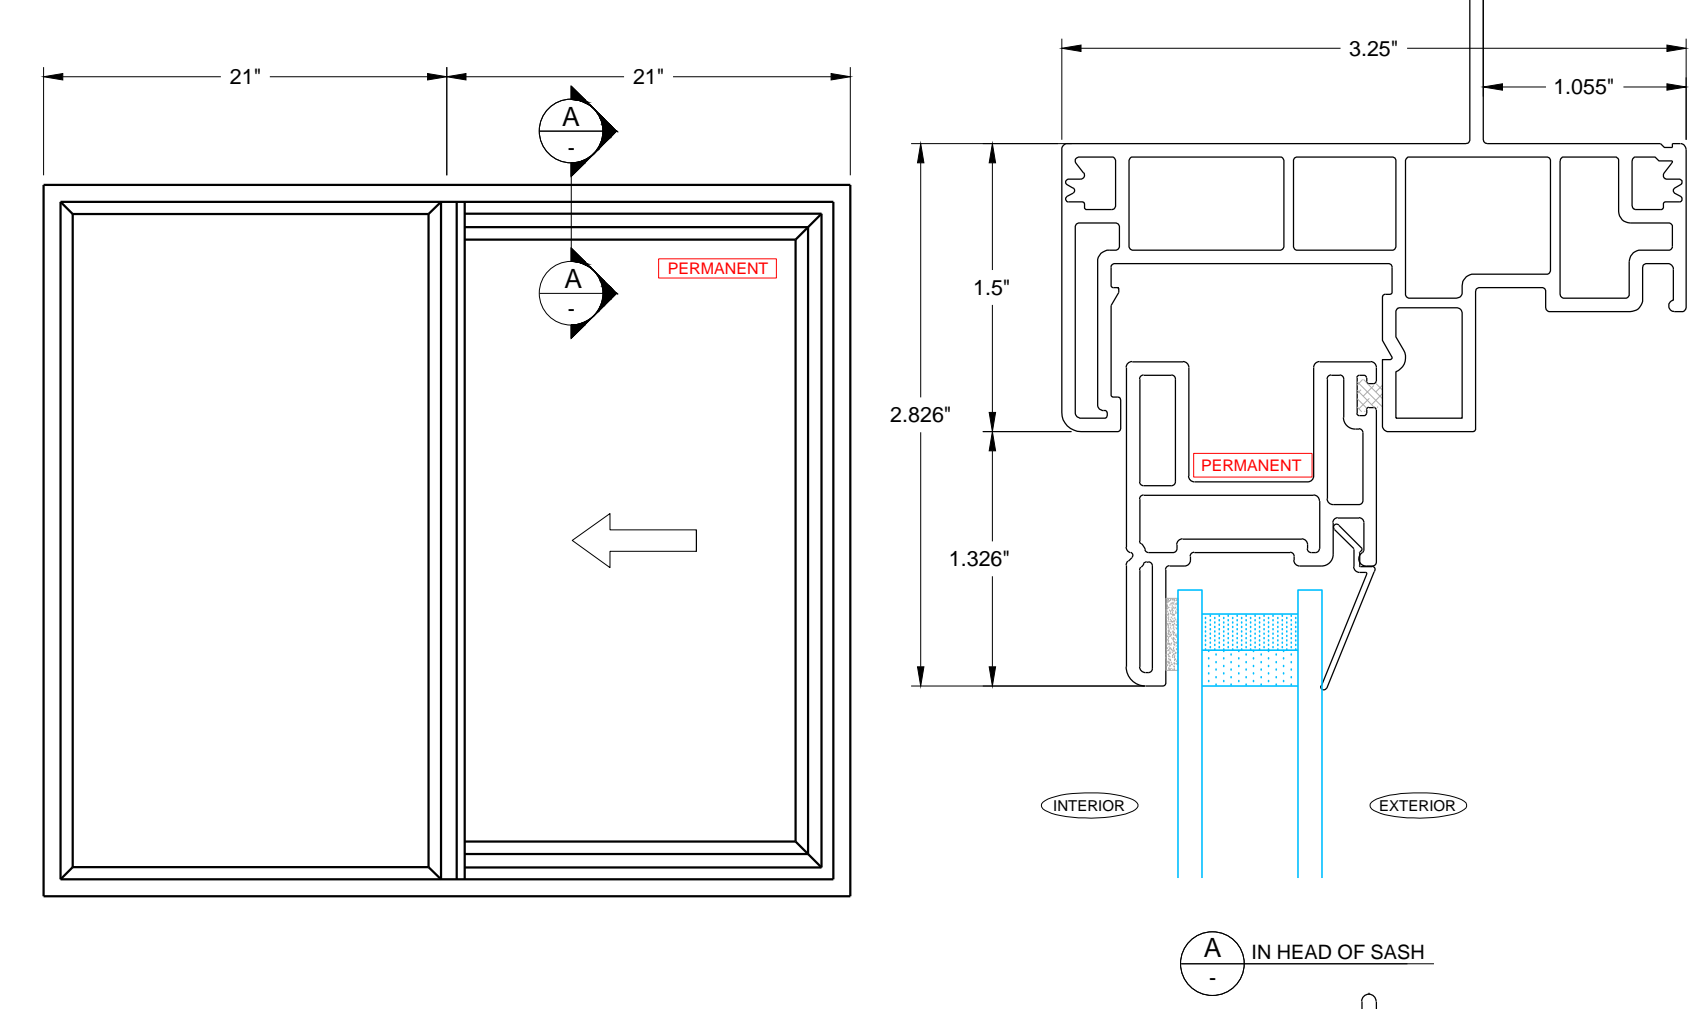 21"
21"
A
-
A
-
PERMANENT
3.25"
1.055"
1.5"
2.826"
1.326"
PERMANENT
INTERIOR
EXTERIOR
A
-
IN HEAD OF SASH